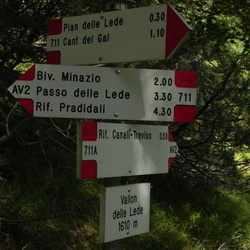 Pian delle Lede 0.30
711 Cant del Gal 1.10
Biv. Minazio 2.00
AV2 Passo delle Lede 3.30 711
Rif. Pradidali 4.30
Rif. Canali-Treviso 0.50
711A AV2
Vallon
delle Lede
1610 m